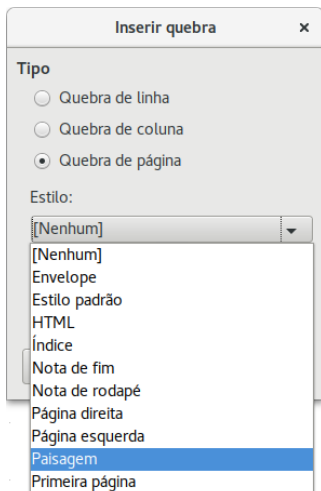 Inserir quebra
Tipo
Quebra de linha
Quebra de coluna
Quebra de página
Estilo:
[Nenhum]
[Nenhum]
Envelope
Estilo padrão
HTML
Índice
Nota de fim
Nota de rodapé
Página direita
Página esquerda
Paisagem
Primeira página